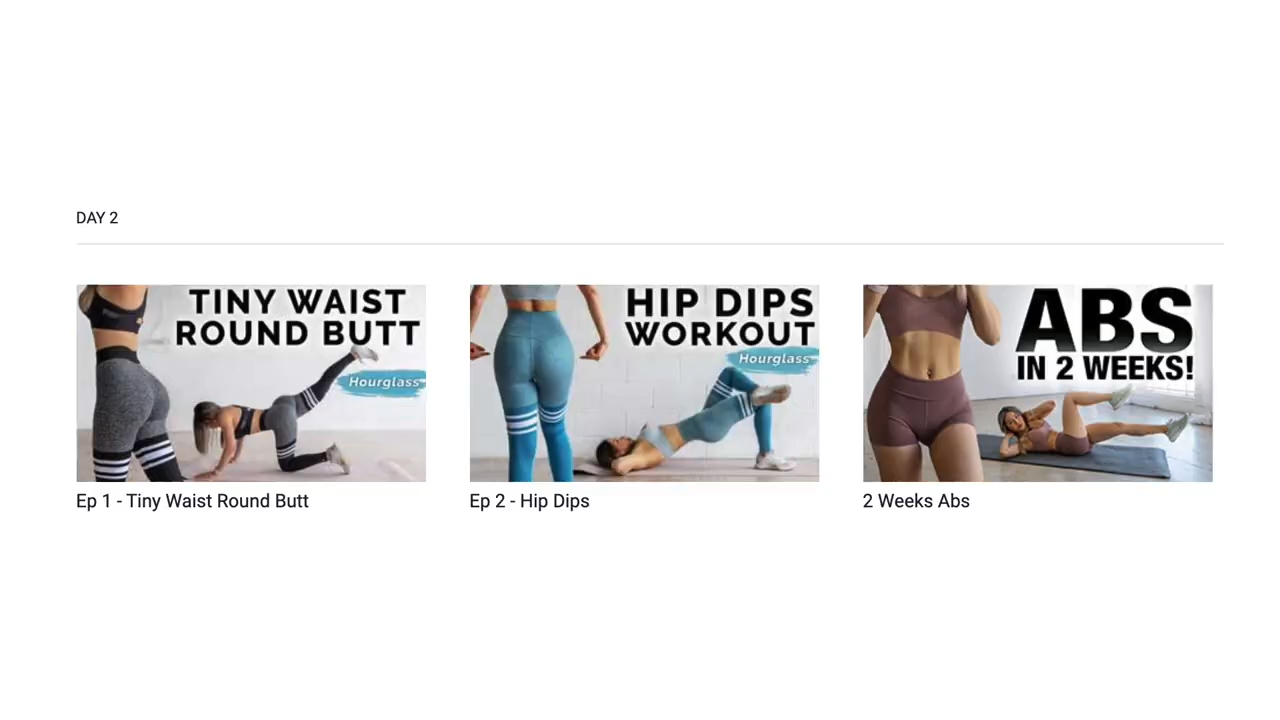 DAY 2
TINY WAIST
ROUND BUTT
Hourglass
Ep 1 - Tiny Waist Round Butt
HIP DIPS
WORKOUT
Hourglass
Ep 2 - Hip Dips
ABS
IN 2 WEEKS!
2 Weeks Abs